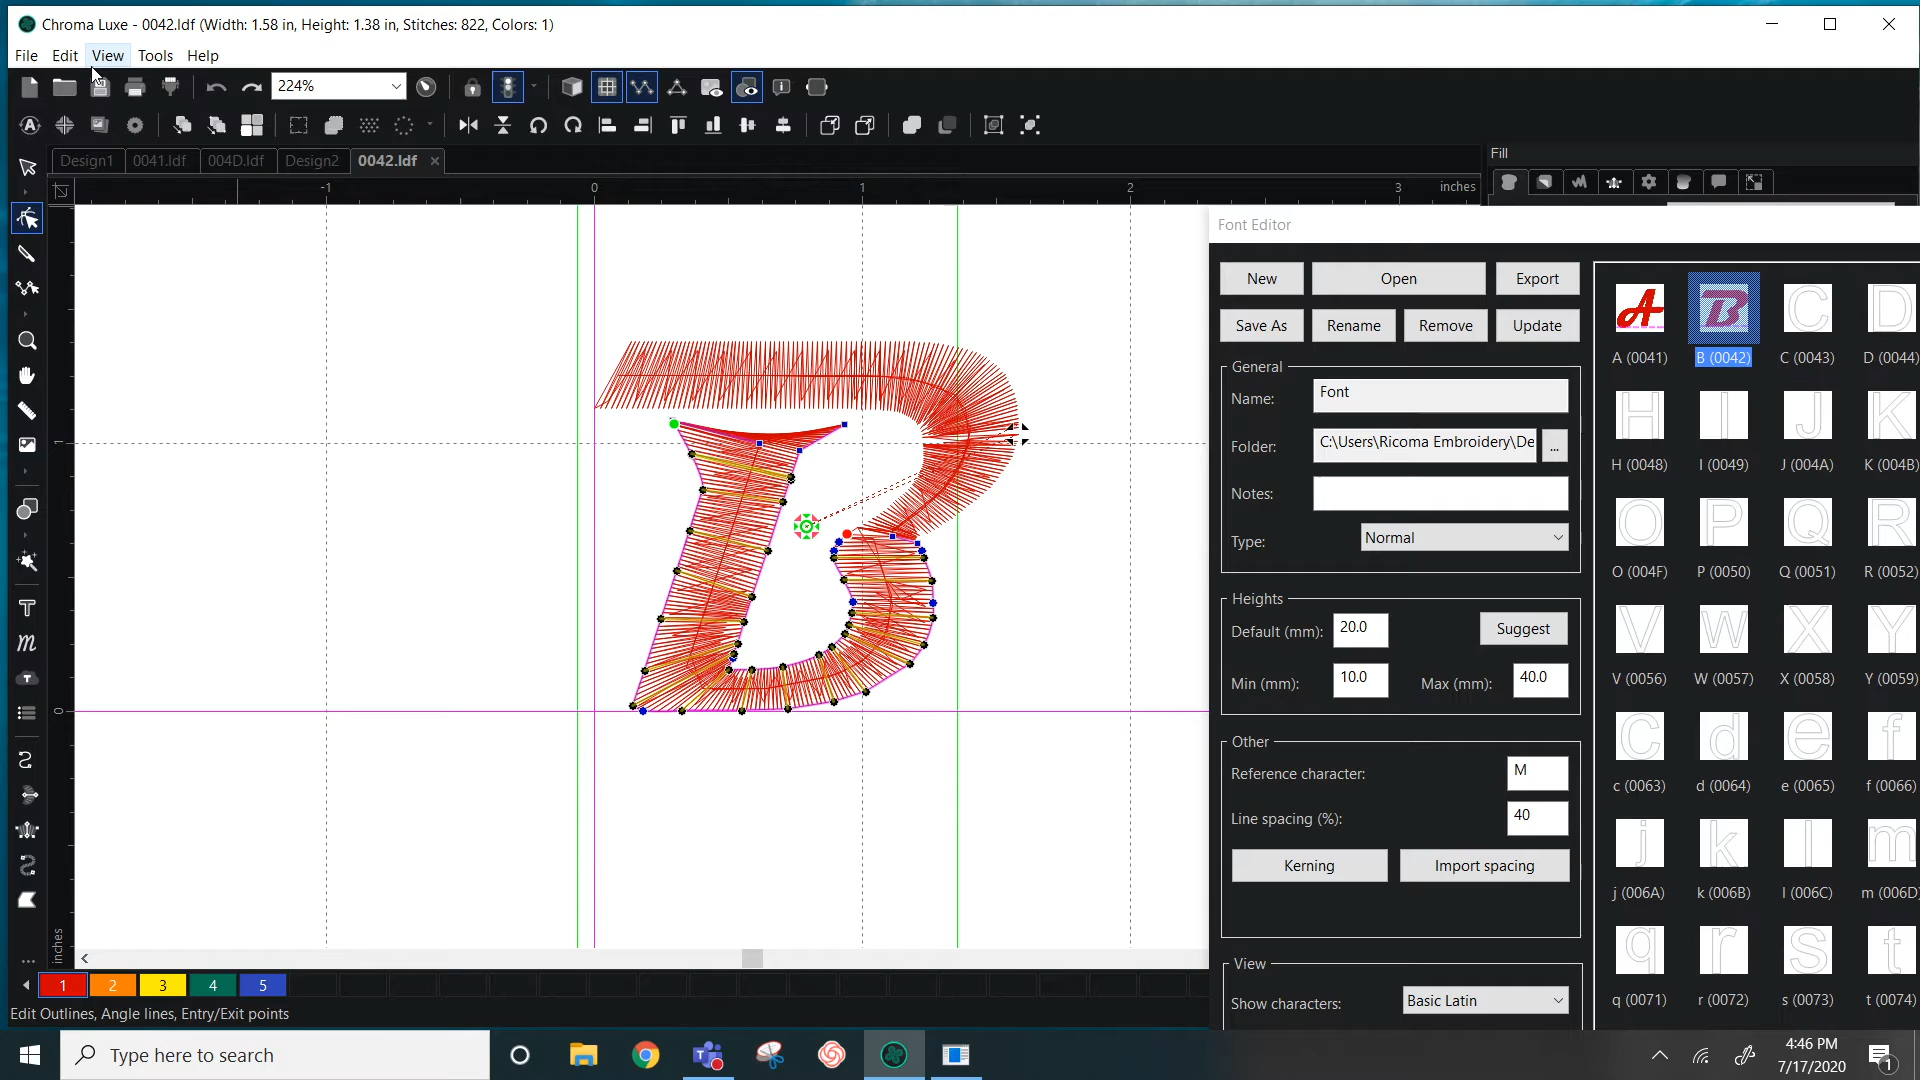 Chroma Luxe - 0042.ldf (Width: 1.58 in, Height: 1.38 in, Stitches: 822, Colors: 1)
File Edit View Tools Help
224%
Design1 0041.ldf 004D.ldf Design2 0042.ldf
Fill
-1 0 1 2 3 inches
Font Editor
New Open Export
Save As Rename Remove Update
General
Name: Font
Folder: C:\Users\Ricoma Embroidery\De ...
Notes:
Type: Normal
Heights
Default (mm): 20.0 Suggest
Min (mm): 10.0 Max (mm): 40.0
Other
Reference character: M
Line spacing (%): 40
Kerning Import spacing
View
Show characters: Basic Latin
A B C D
A (0041) B (0042) C (0043) D (0044)
H I J K
H (0048) I (0049) J (004A) K (004B)
O P Q R
O (004F) P (0050) Q (0051) R (0052)
V W X Y
V (0056) W (0057) X (0058) Y (0059)
c d e f
c (0063) d (0064) e (0065) f (0066)
j k l m
j (006A) k (006B) l (006C) m (006D)
q r s t
q (0071) r (0072) s (0073) t (0074)
1
0
inches
B
1 2 3 4 5
Edit Outlines, Angle lines, Entry/Exit points
Type here to search
4:46 PM
7/17/2020
1